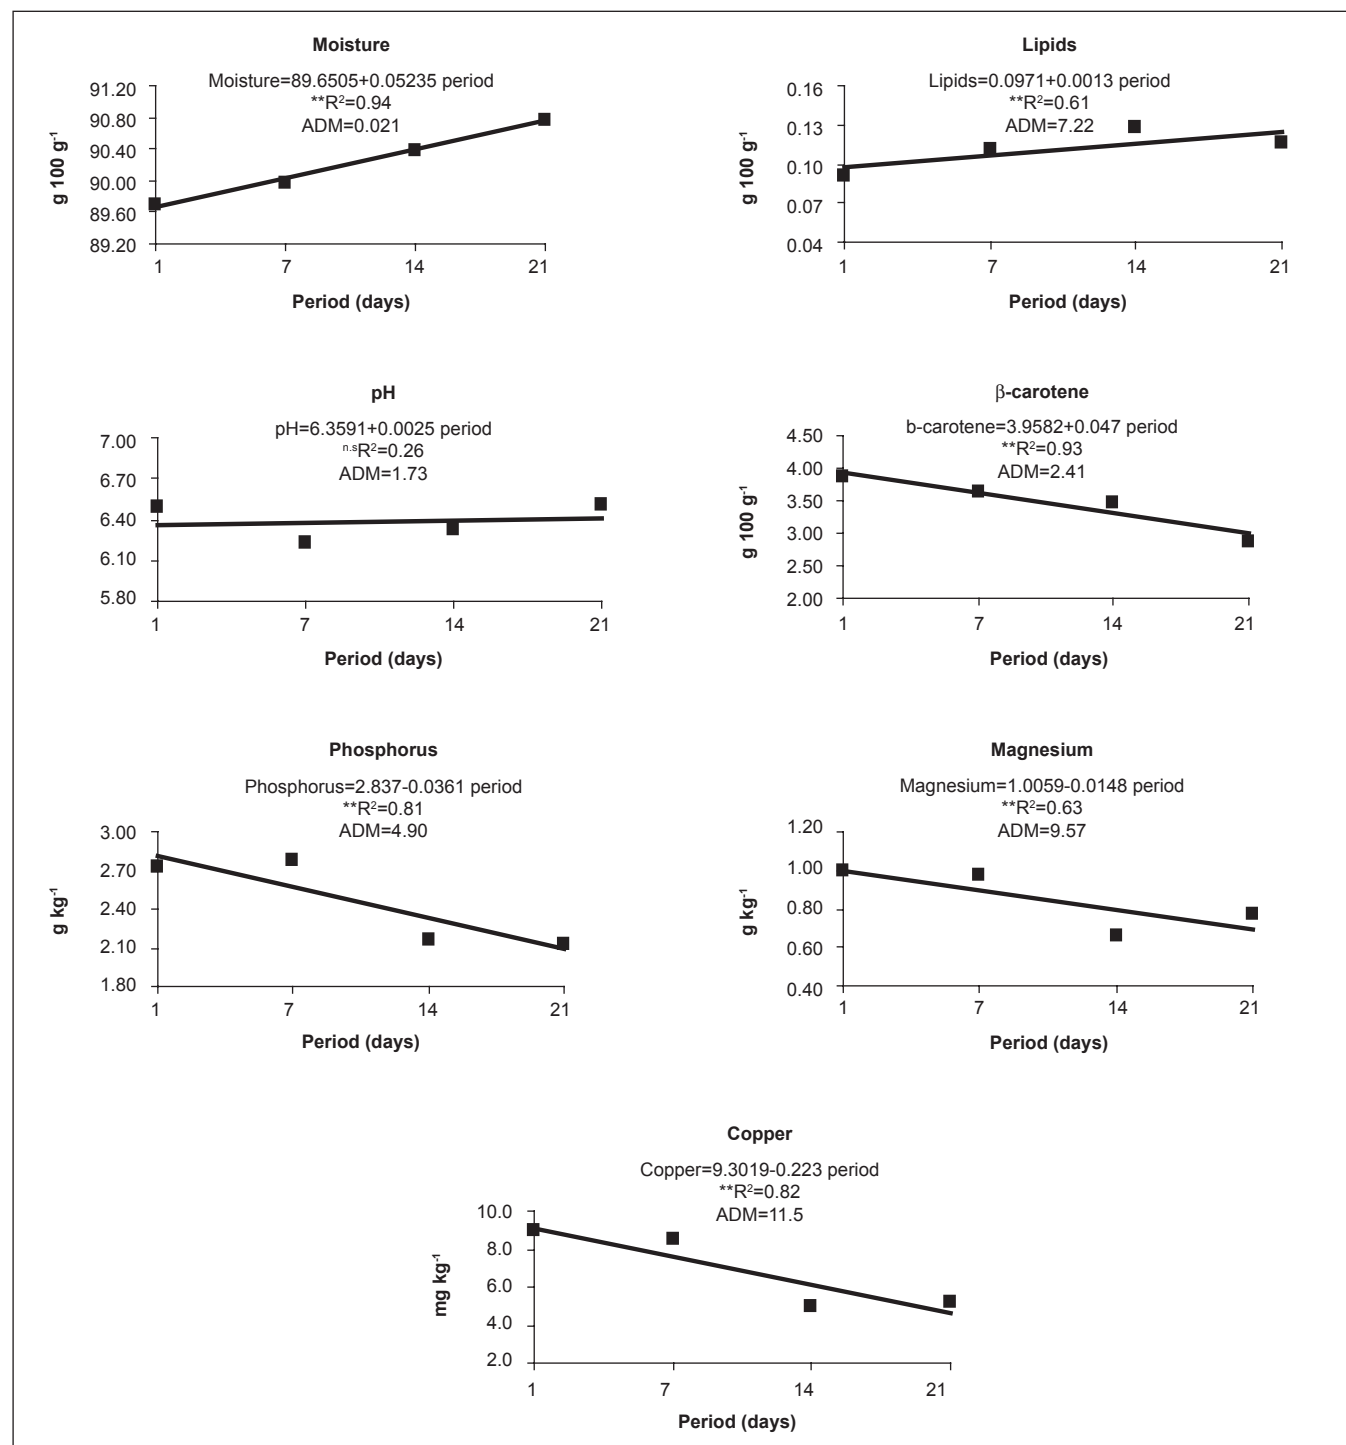 Moisture
Moisture=89.6505+0.05235 period
**R²=0.94
ADM=0.021
91.20
90.80
90.40
90.00
89.60
89.20
g 100 g⁻¹
1 7 14 21
Period (days)
Lipids
Lipids=0.0971+0.0013 period
**R²=0.61
ADM=7.22
0.16
0.13
0.10
0.07
0.04
g 100 g⁻¹
1 7 14 21
Period (days)
pH
pH=6.3591+0.0025 period
ⁿ·ˢR²=0.26
ADM=1.73
7.00
6.70
6.40
6.10
5.80
1 7 14 21
Period (days)
β-carotene
b-carotene=3.9582+0.047 period
**R²=0.93
ADM=2.41
4.50
4.00
3.50
3.00
2.50
2.00
g 100 g⁻¹
1 7 14 21
Period (days)
Phosphorus
Phosphorus=2.837-0.0361 period
**R²=0.81
ADM=4.90
3.00
2.70
2.40
2.10
1.80
g kg⁻¹
1 7 14 21
Period (days)
Magnesium
Magnesium=1.0059-0.0148 period
**R²=0.63
ADM=9.57
1.20
1.00
0.80
0.60
0.40
g kg⁻¹
1 7 14 21
Period (days)
Copper
Copper=9.3019-0.223 period
**R²=0.82
ADM=11.5
10.0
8.0
6.0
4.0
2.0
mg kg⁻¹
1 7 14 21
Period (days)